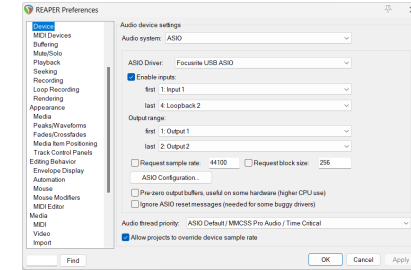 REAPER Preferences
Device
MIDI Devices
Buffering
Mute/Solo
Playback
Seeking
Recording
Loop Recording
Rendering
Appearance
Media
Peaks/Waveforms
Fades/Crossfades
Media Item Positioning
Track Control Panels
Editing Behavior
Envelope Display
Automation
Mouse
Mouse Modifiers
MIDI Editor
Media
MIDI
Video
Import
Find
Audio device settings
Audio system: ASIO
ASIO Driver: Focusrite USB ASIO
Enable inputs:
first 1: Input 1
last 4: Loopback 2
Output range:
first 1: Output 1
last 2: Output 2
Request sample rate: 44100 Request block size: 256
ASIO Configuration...
Pre-zero output buffers, useful on some hardware (higher CPU use)
Ignore ASIO reset messages (needed for some buggy drivers)
Audio thread priority: ASIO Default / MMCSS Pro Audio / Time Critical
Allow projects to override device sample rate
OK Cancel Apply